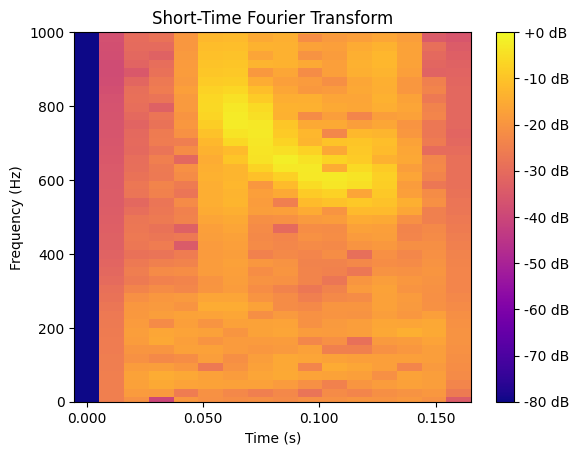 Short-Time Fourier Transform
Frequency (Hz)
1000
800
600
400
200
0
0.000
0.050
0.100
0.150
Time (s)
+0 dB
-10 dB
-20 dB
-30 dB
-40 dB
-50 dB
-60 dB
-70 dB
-80 dB